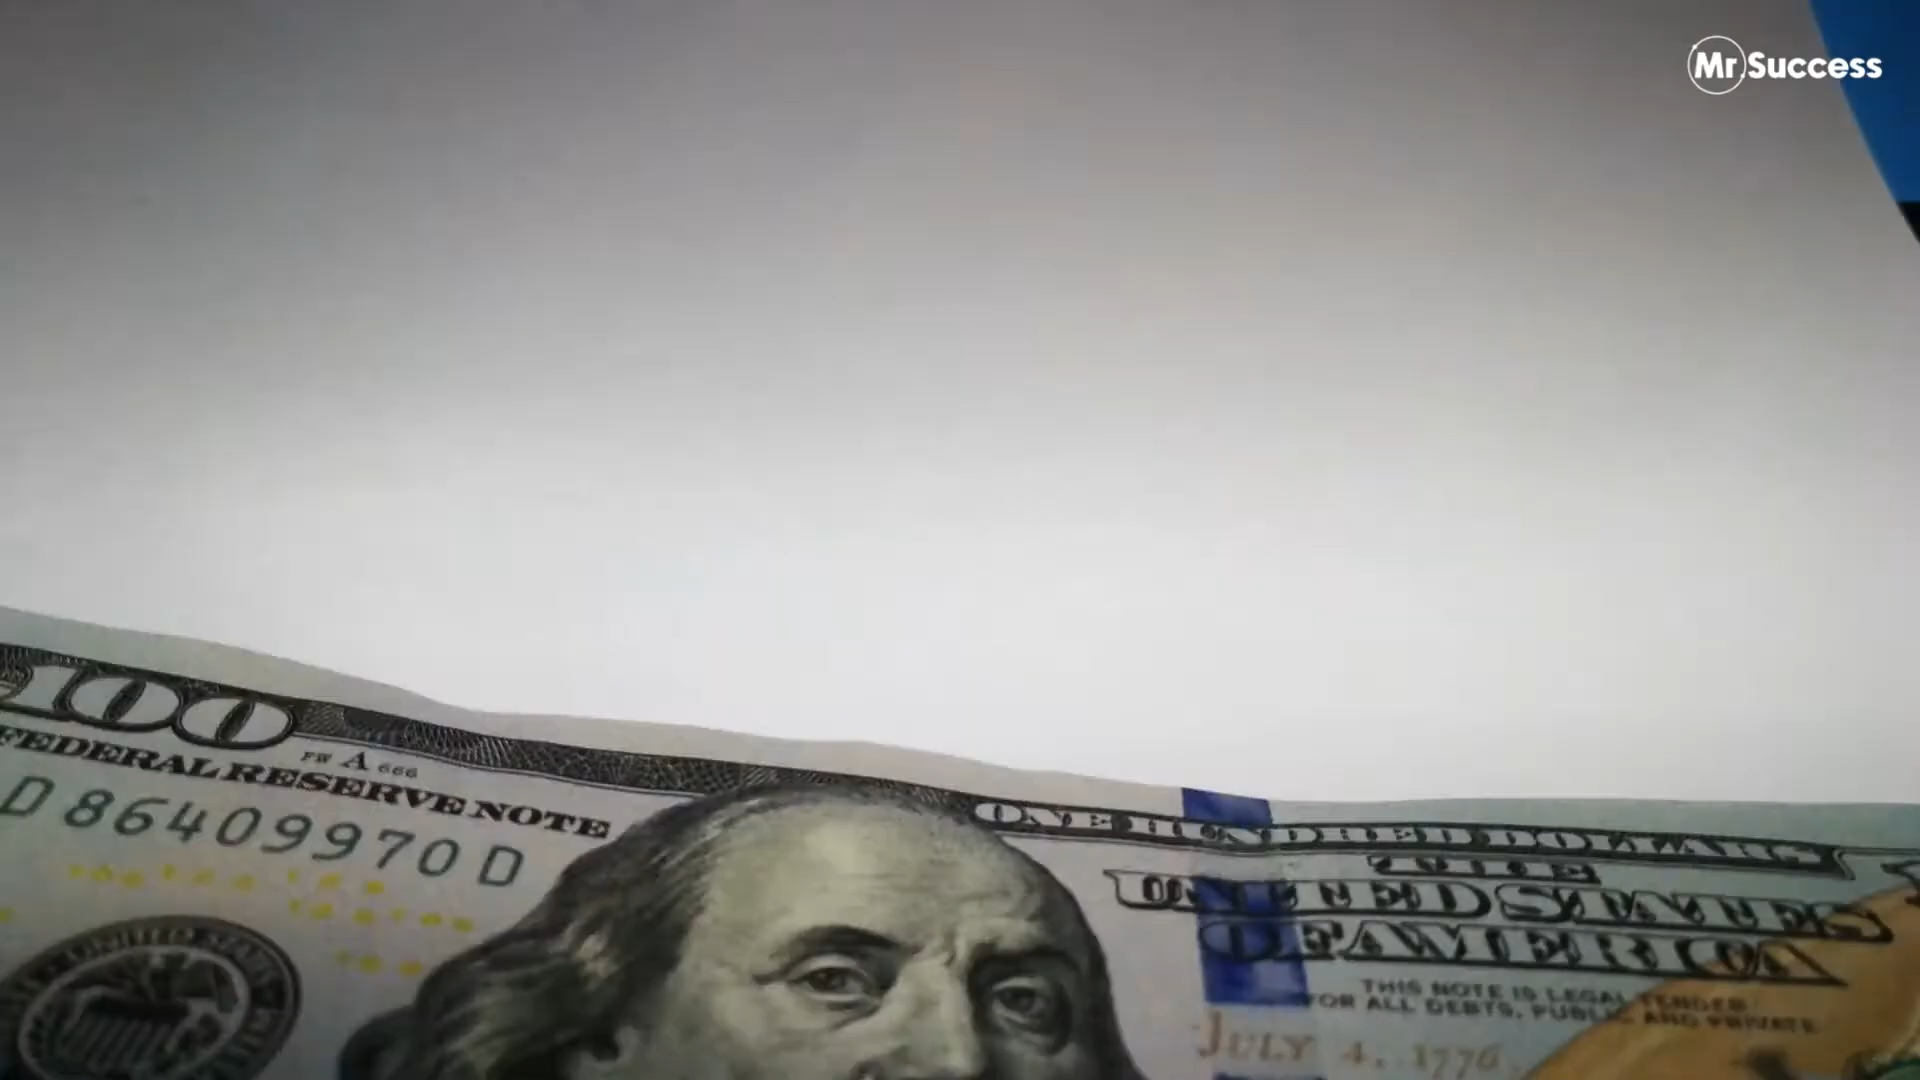 Mr.Success
100
FW A 666
FEDERAL RESERVE NOTE
D 86409970 D
ONE HUNDRED DOLLARS
THE
UNITED STATES
OF AMERICA
THIS NOTE IS LEGAL TENDER
FOR ALL DEBTS, PUBLIC AND PRIVATE
JULY 4, 1776